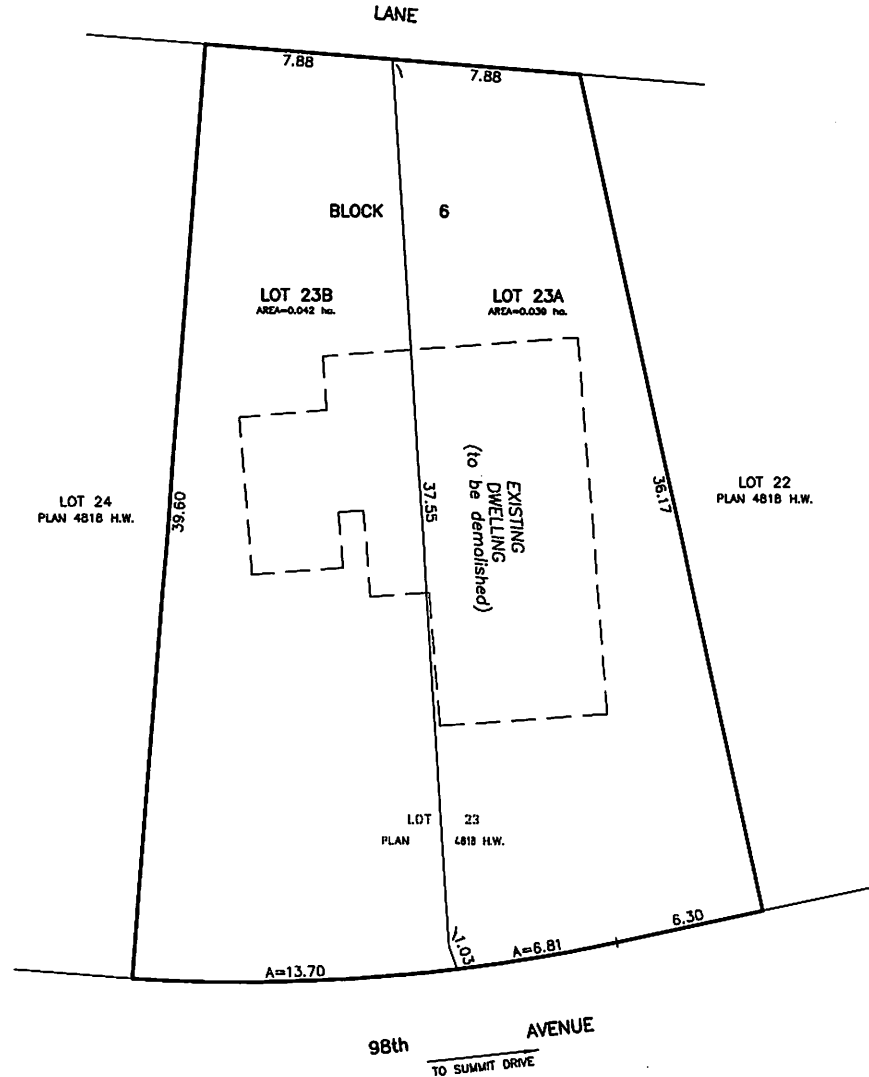 LANE
7.88
7.88
BLOCK 6
LOT 23B
AREA=0.042 ha.
LOT 23A
AREA=0.039 ha.
LOT 24
PLAN 4818 H.W.
39.60
37.55
EXISTING
DWELLING
(to be demolished)
36.17
LOT 22
PLAN 4818 H.W.
LOT 23
PLAN 4818 H.W.
1.03
A=13.70
A=6.81
6.30
98th AVENUE
TO SUMMIT DRIVE